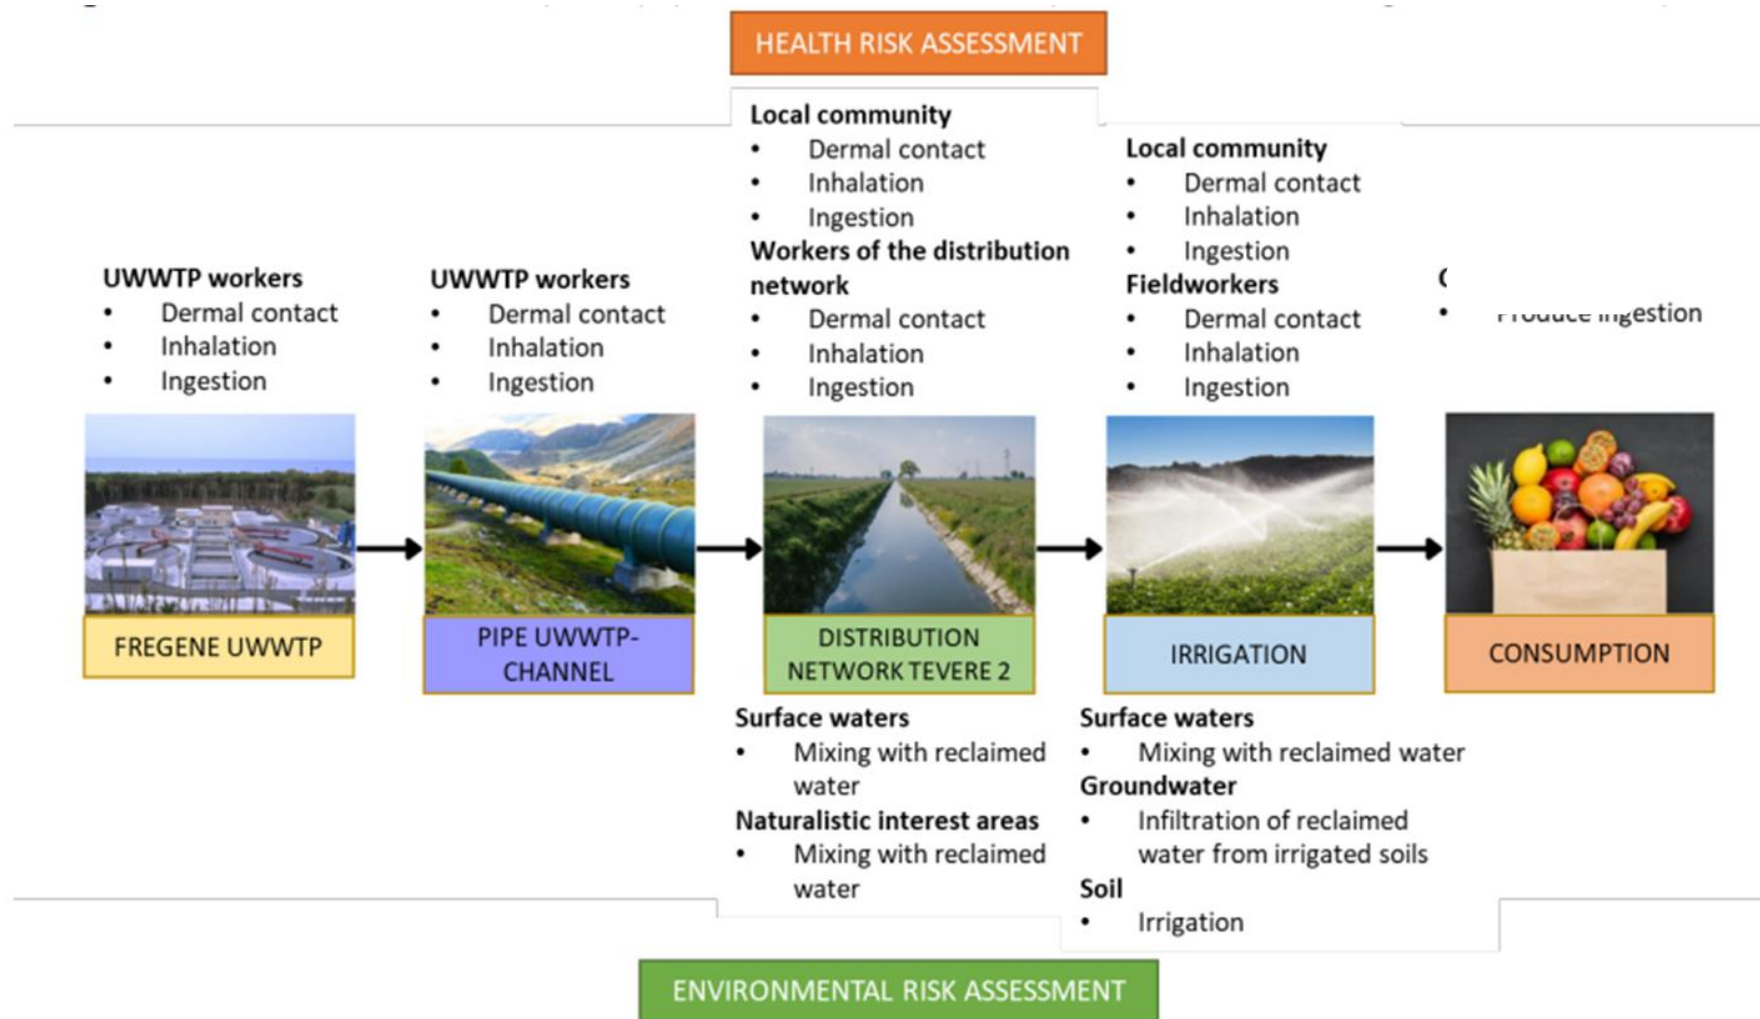 HEALTH RISK ASSESSMENT
Local community
• Dermal contact
• Inhalation
• Ingestion
Workers of the distribution
network
• Dermal contact
• Inhalation
• Ingestion
Local community
• Dermal contact
• Inhalation
• Ingestion
Fieldworkers
• Dermal contact
• Inhalation
• Ingestion
UWWTP workers
• Dermal contact
• Inhalation
• Ingestion
UWWTP workers
• Dermal contact
• Inhalation
• Ingestion
• Produce ingestion
FREGENE UWWTP
PIPE UWWTP-
CHANNEL
DISTRIBUTION
NETWORK TEVERE 2
IRRIGATION
CONSUMPTION
Surface waters
• Mixing with reclaimed
water
Naturalistic interest areas
• Mixing with reclaimed
water
Surface waters
• Mixing with reclaimed water
Groundwater
• Infiltration of reclaimed
water from irrigated soils
Soil
• Irrigation
ENVIRONMENTAL RISK ASSESSMENT